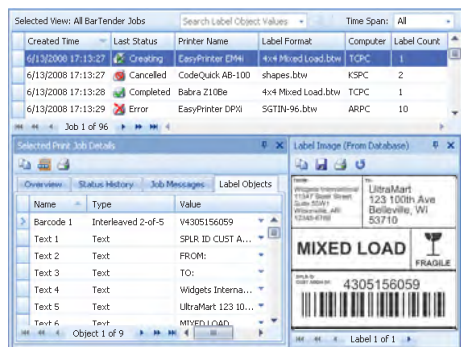 Selected View: All BarTender Jobs Search Label Object Values Time Span: All
Created Time Last Status Printer Name Label Format Computer Label Count
6/13/2008 17:13:27 Creating EasyPrinter EM4i 4x4 Mixed Load.btw TCPC 1
6/13/2008 17:13:27 Cancelled CodeQuick AB-100 shapes.btw KSPC 2
6/13/2008 17:13:28 Completed Babra Z10Be 4x4 Mixed Load.btw TCPC 1
6/13/2008 17:13:29 Error EasyPrinter DPXi SGTIN-96.btw ARPC 10
Job 1 of 96
Selected Print Job Details
Overview Status History Job Messages Label Objects
Name Type Value
Barcode 1 Interleaved 2-of-5 V4305156059
Text 1 Text SPLR ID CUST A...
Text 2 Text FROM:
Text 3 Text TO:
Text 4 Text Widgets Interna...
Text 5 Text UltraMart 123 10...
Text 6 Text MIXED LOAD
Object 1 of 9
Label Image (From Database)
FROM:
Widgets International
TO:
UltraMart
123 100th Ave
Belleville, WI
53710
MIXED LOAD
FRAGILE
4305156059
Label 1 of 1